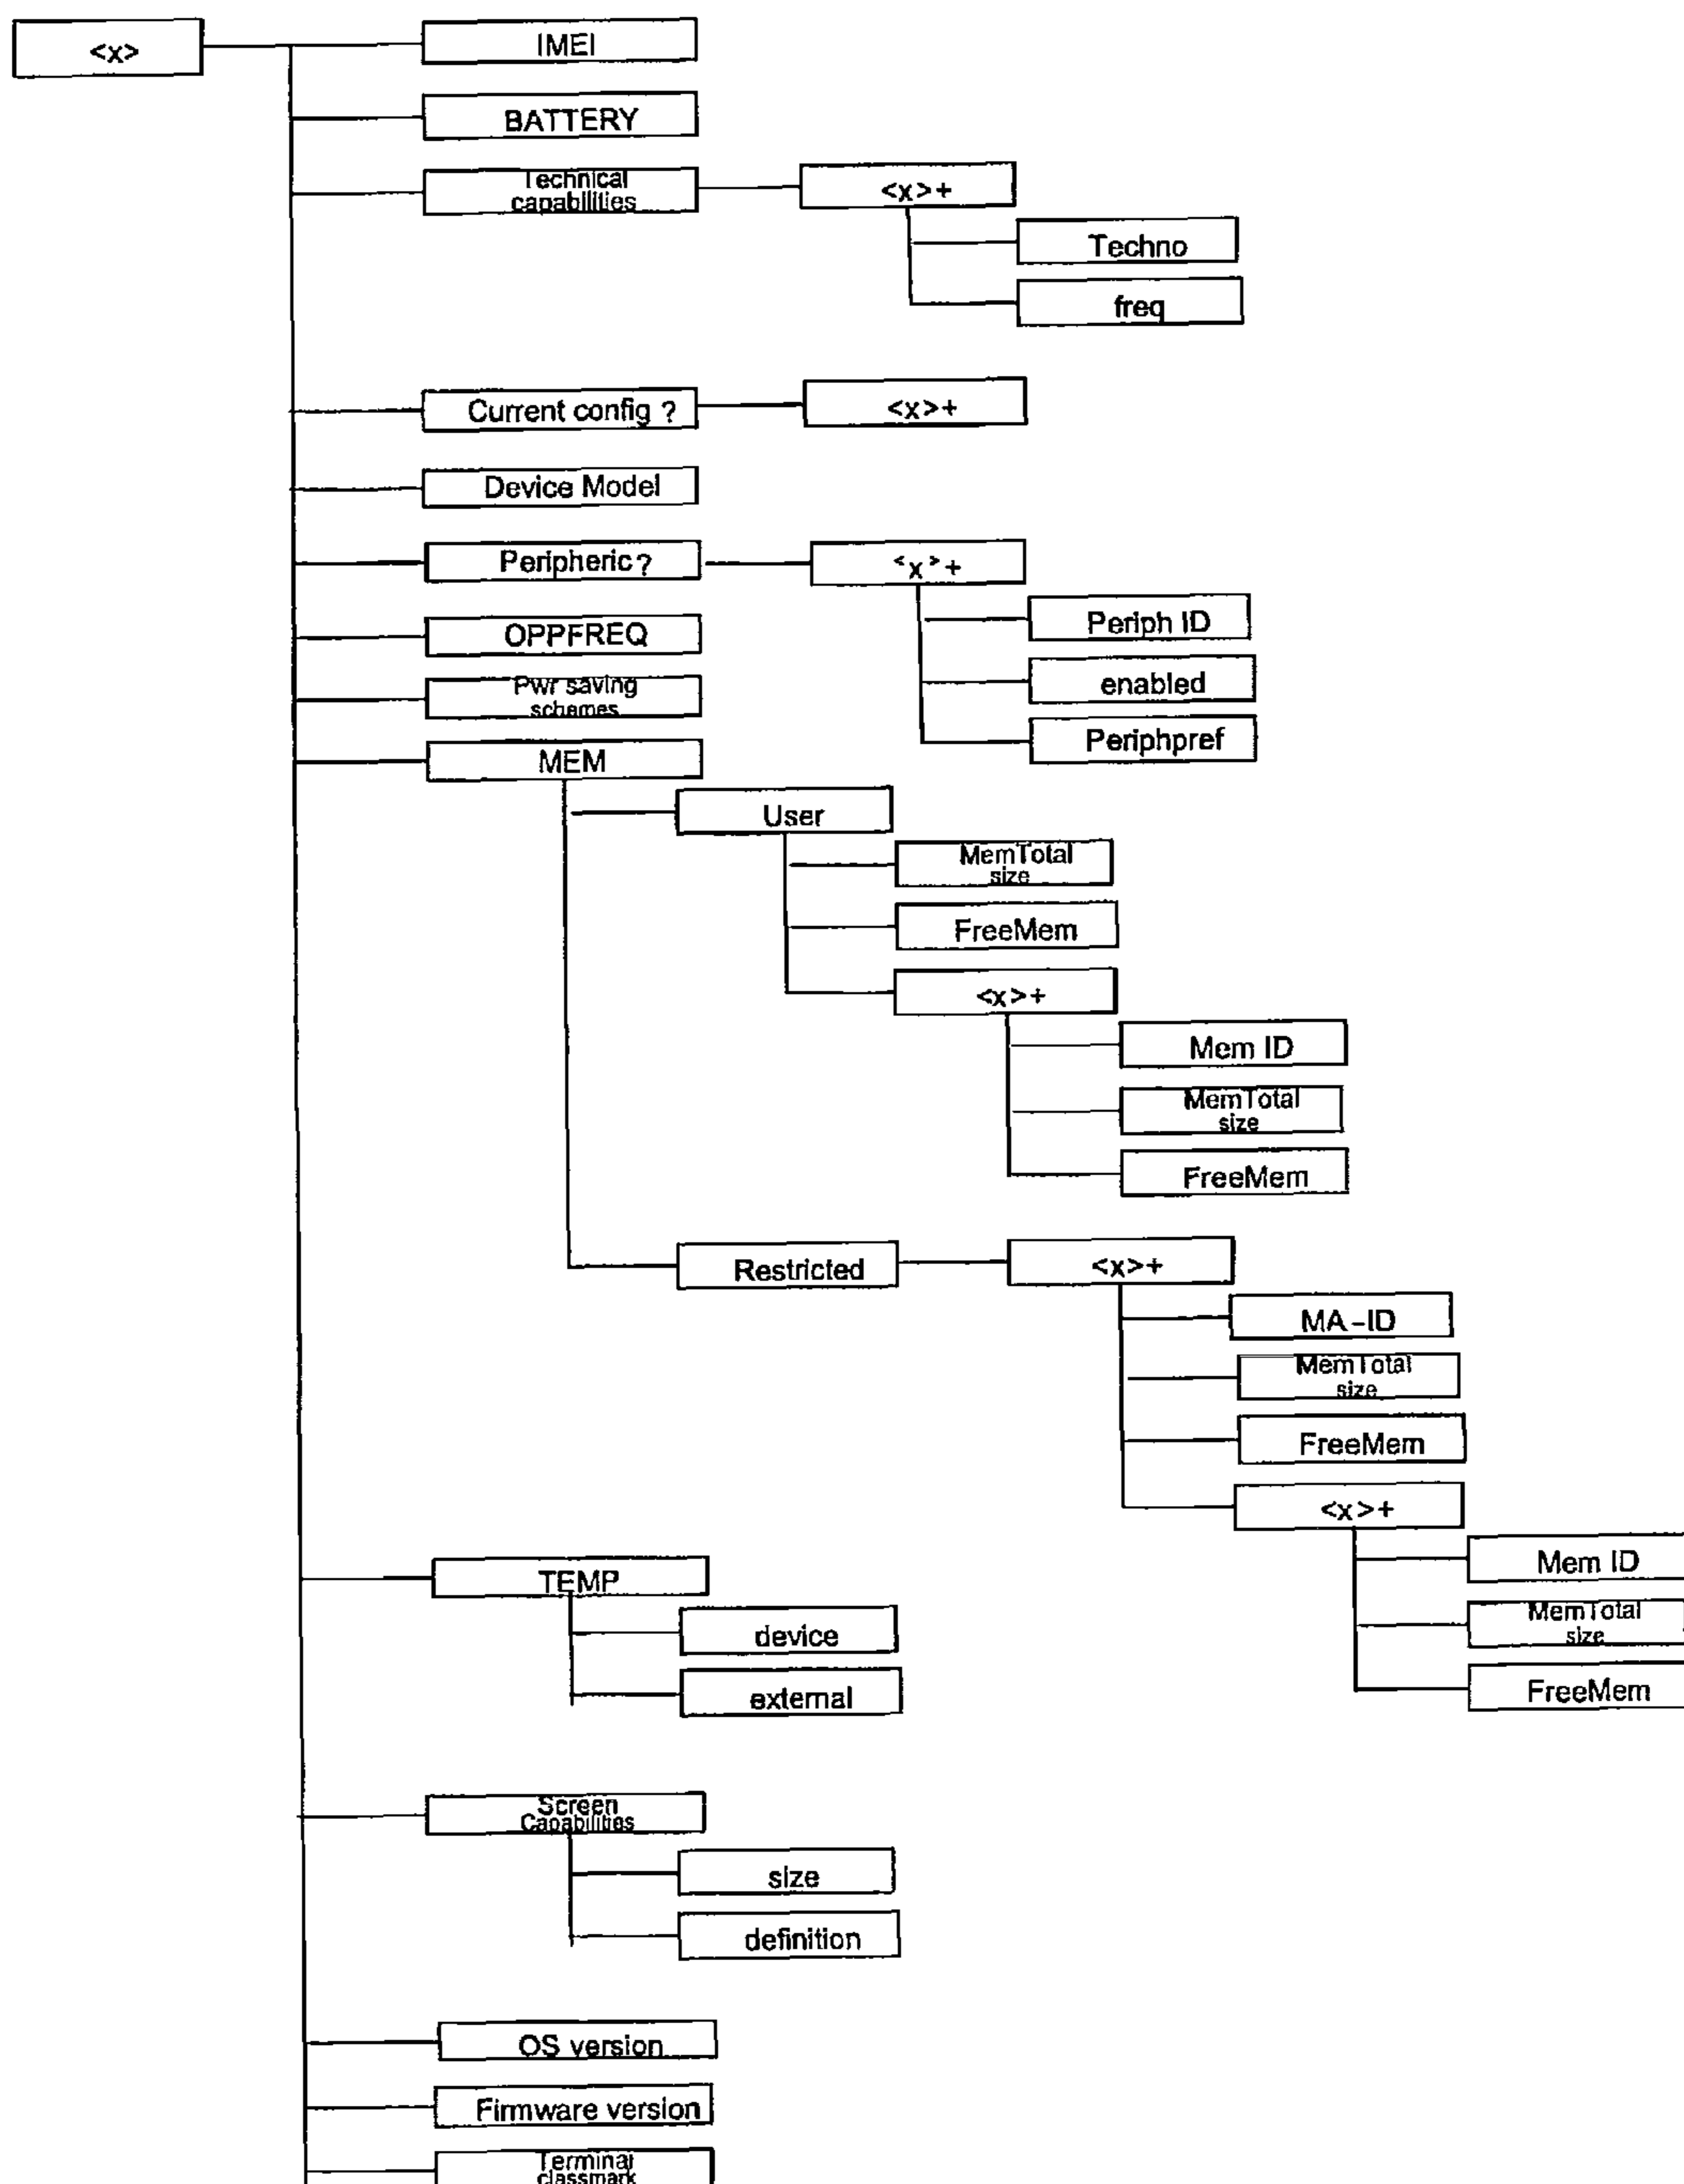 <x>
IMEI
BATTERY
Technical
capabilities
<x>+
Techno
freq
Current config ?
<x>+
Device Model
Peripheric?
<x>+
Periph ID
enabled
Periphpref
OPPFREQ
Pwr saving
schemes
MEM
User
MemTotal
size
FreeMem
<x>+
Mem ID
MemTotal
size
FreeMem
Restricted
<x>+
MA-ID
MemTotal
size
FreeMem
<x>+
Mem ID
MemTotal
size
FreeMem
TEMP
device
external
Screen
Capabilities
size
definition
OS version
Firmware version
Terminal
classmark